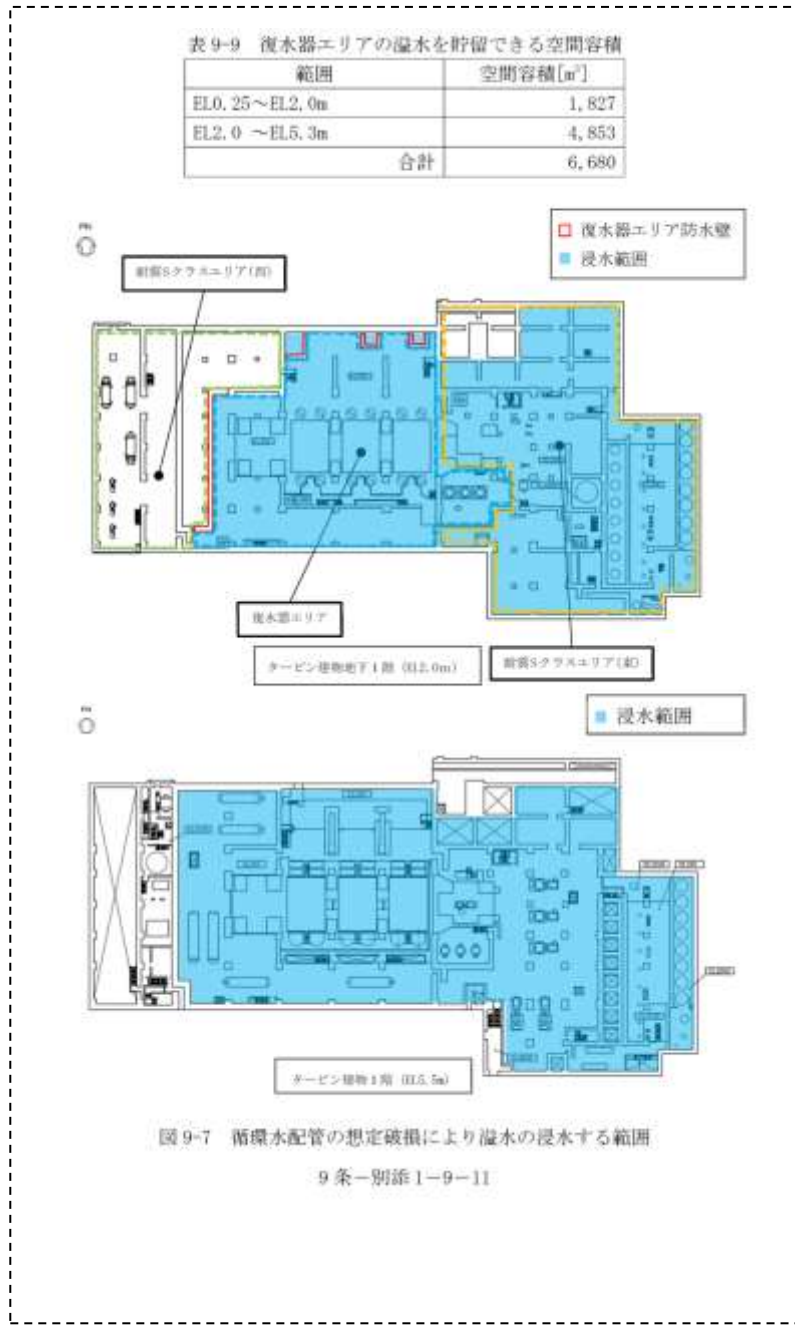 表 9-9 復水器エリアの溢水を貯留できる空間容積
範囲 空間容積[m³]
EL0.25～EL2.0m 1,827
EL2.0 ～EL5.3m 4,853
合計 6,680
復水器エリア防水壁
浸水範囲
耐震Sクラスエリア(西)
復水器エリア
タービン建物地下1階 (EL2.0m)
耐震Sクラスエリア(東)
浸水範囲
タービン建物1階 (EL5.5m)
図 9-7 循環水配管の想定破損により溢水の浸水する範囲
9 条－別添 1－9－11